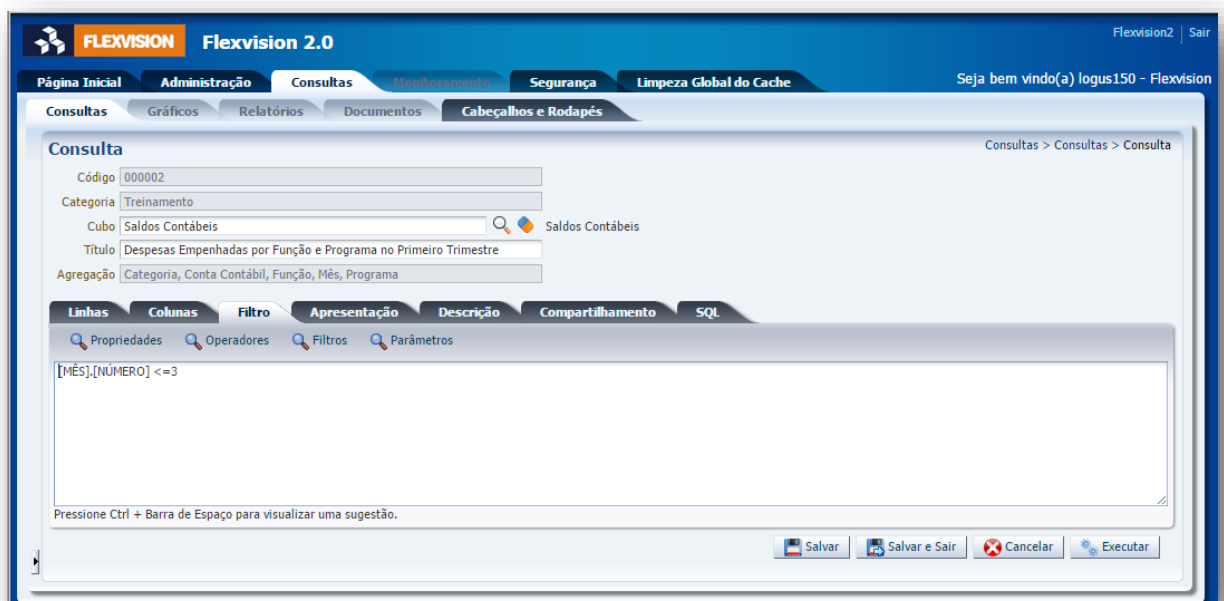 Flexvision2 | Sair
FLEXVISION Flexvision 2.0
Página Inicial Administração Consultas Monitoramento Segurança Limpeza Global do Cache Seja bem vindo(a) logus150 - Flexvision
Consultas Gráficos Relatórios Documentos Cabeçalhos e Rodapés
Consulta Consultas > Consultas > Consulta
Código 000002
Categoria Treinamento
Cubo Saldos Contábeis Saldos Contábeis
Título Despesas Empenhadas por Função e Programa no Primeiro Trimestre
Agregação Categoria, Conta Contábil, Função, Mês, Programa
Linhas Colunas Filtro Apresentação Descrição Compartilhamento SQL
Propriedades Operadores Filtros Parâmetros
[MÊS].[NÚMERO] <=3
Pressione Ctrl + Barra de Espaço para visualizar uma sugestão.
Salvar Salvar e Sair Cancelar Executar